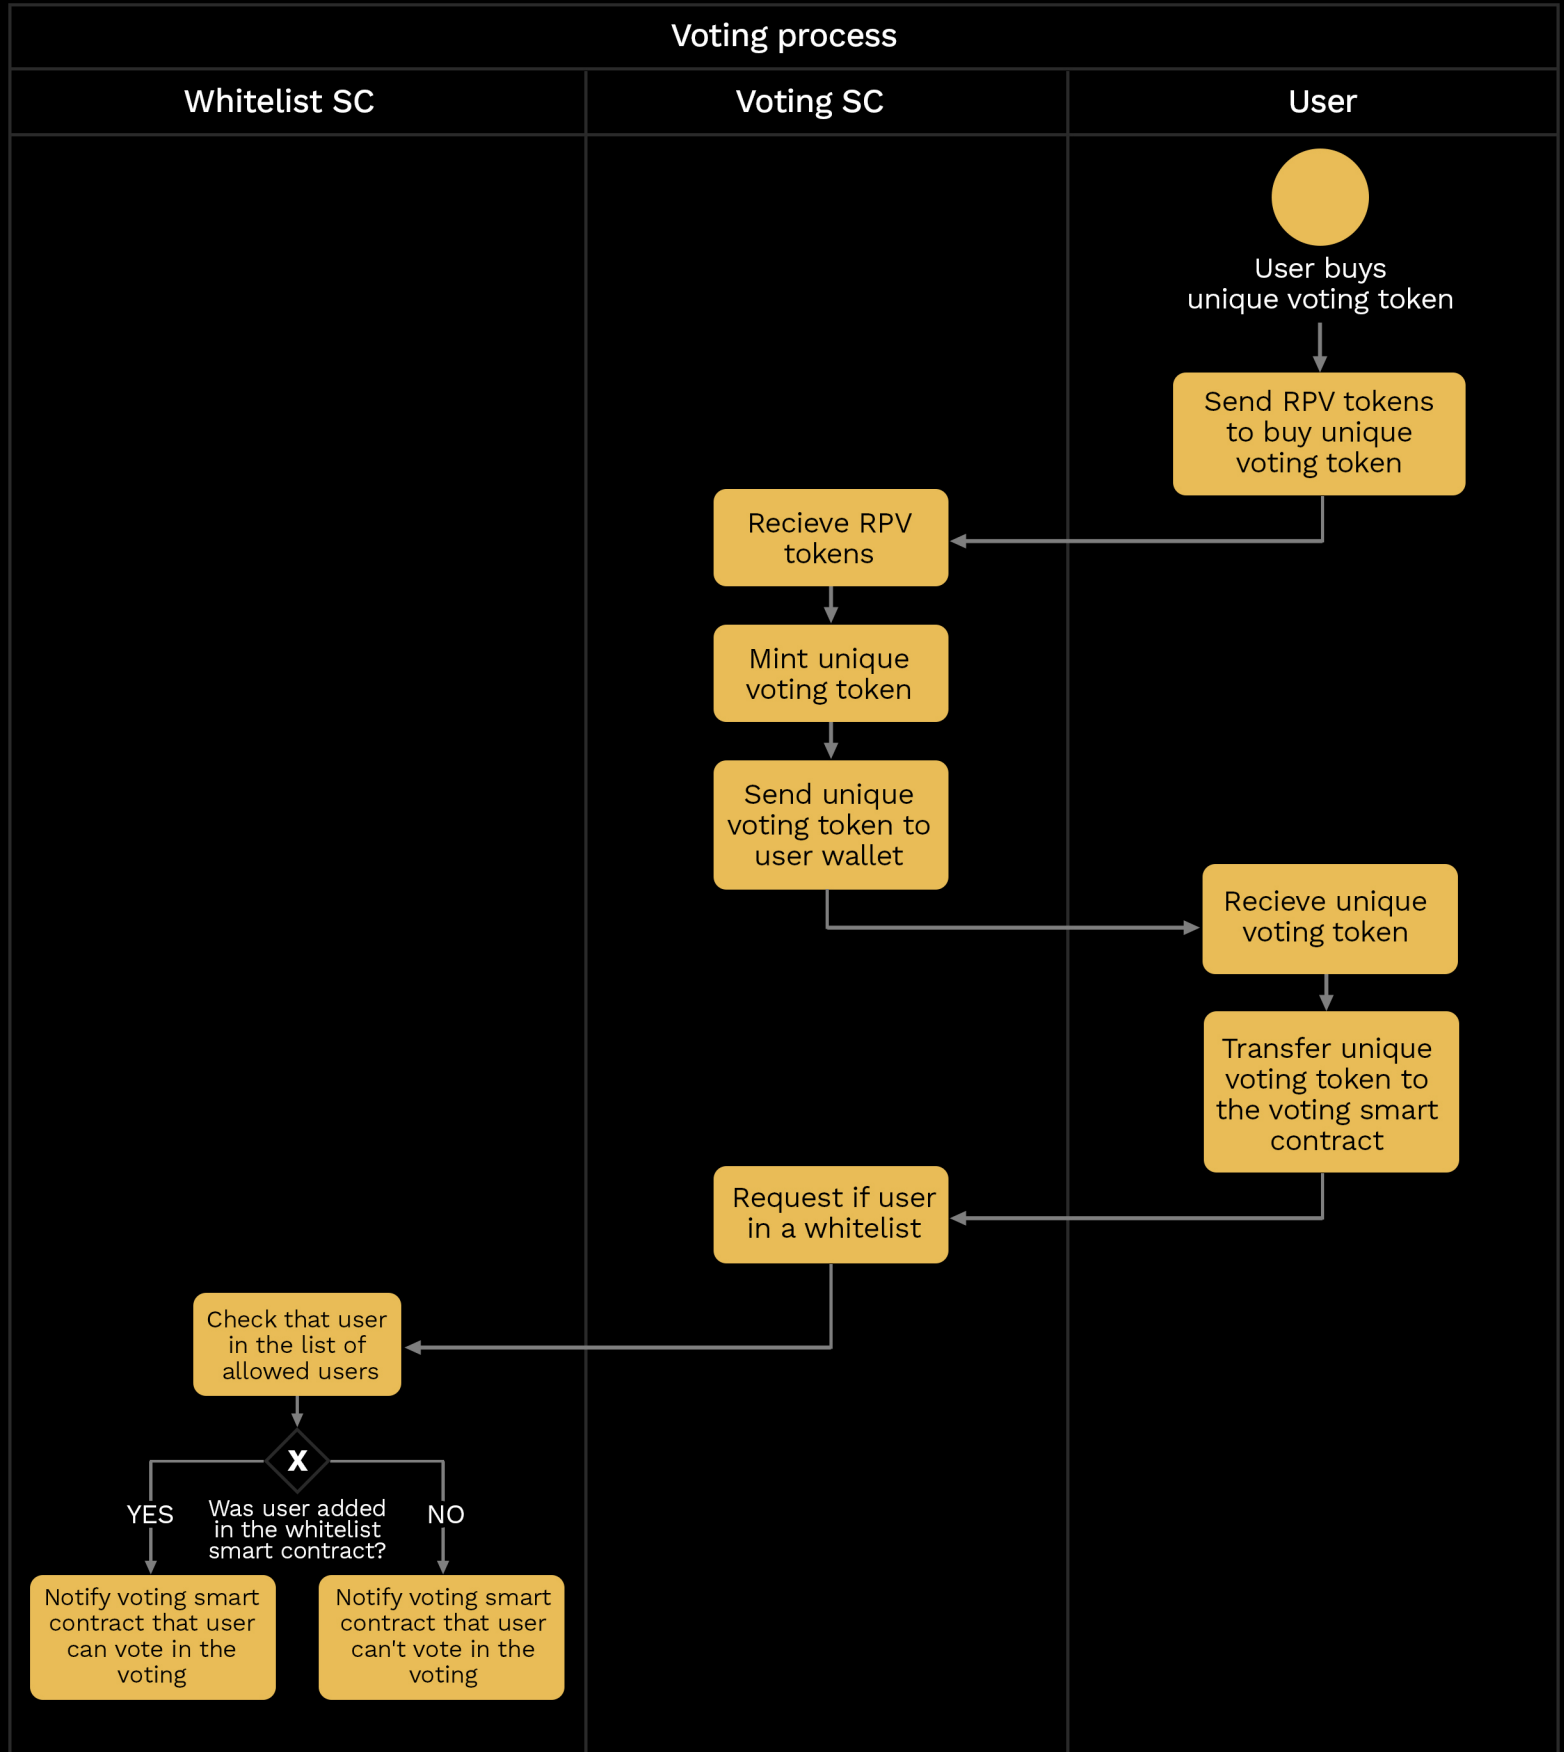 Voting process
Whitelist SC
Voting SC
User
User buys
unique voting token
Send RPV tokens
to buy unique
voting token
Recieve RPV
tokens
Mint unique
voting token
Send unique
voting token to
user wallet
Recieve unique
voting token
Transfer unique
voting token to
the voting smart
contract
Request if user
in a whitelist
Check that user
in the list of
allowed users
X
YES
Was user added
in the whitelist
smart contract?
NO
Notify voting smart
contract that user
can vote in the
voting
Notify voting smart
contract that user
can't vote in the
voting